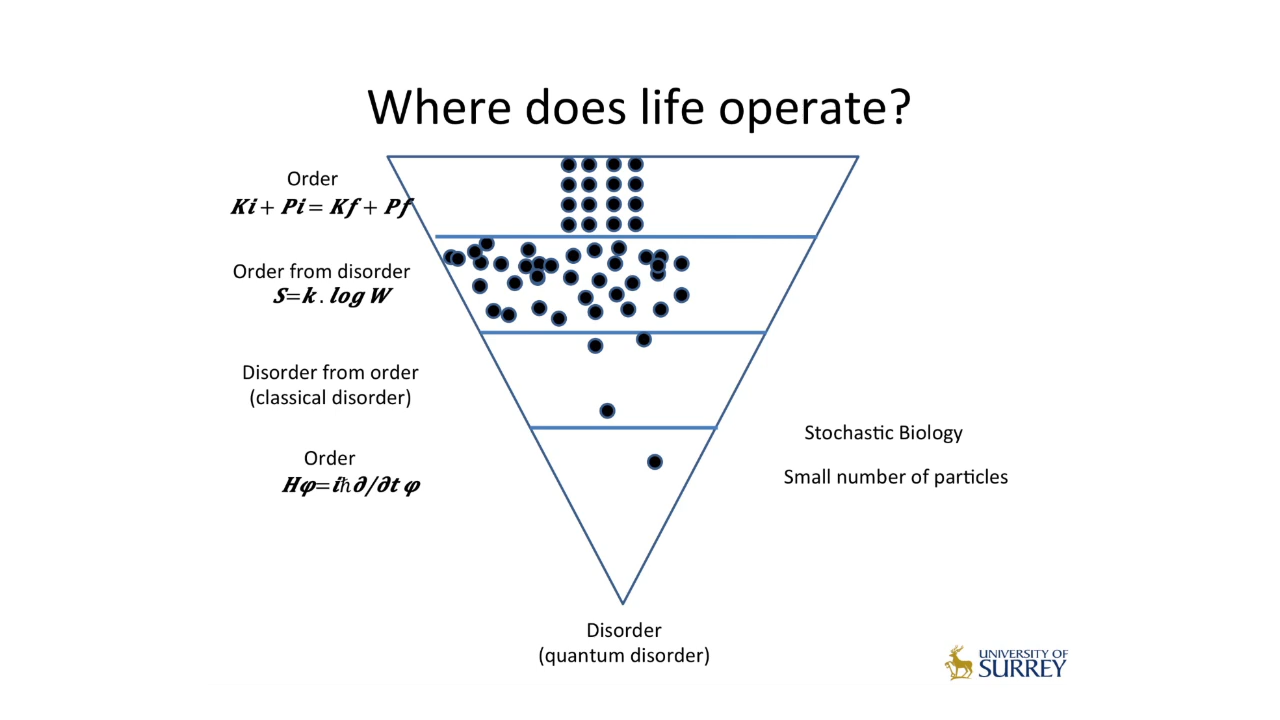 Where does life operate?
Order
Ki + Pi = Kf + Pf
Order from disorder
S=k . log W
Disorder from order
(classical disorder)
Order
Hφ=iħ∂/∂t φ
Stochastic Biology
Small number of particles
Disorder
(quantum disorder)
UNIVERSITY OF
SURREY